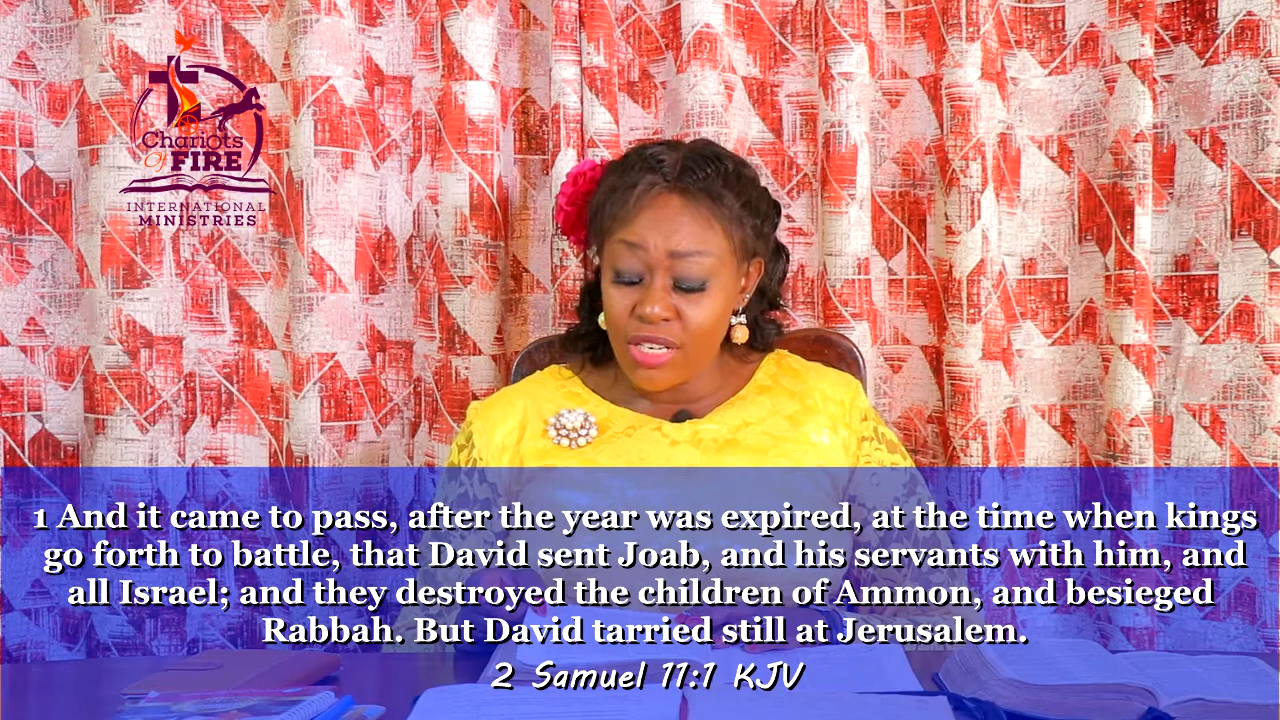 Chariots
Of FIRE
INTERNATIONAL
MINISTRIES
1 And it came to pass, after the year was expired, at the time when kings
go forth to battle, that David sent Joab, and his servants with him, and
all Israel; and they destroyed the children of Ammon, and besieged
Rabbah. But David tarried still at Jerusalem.
2 Samuel 11:1 KJV